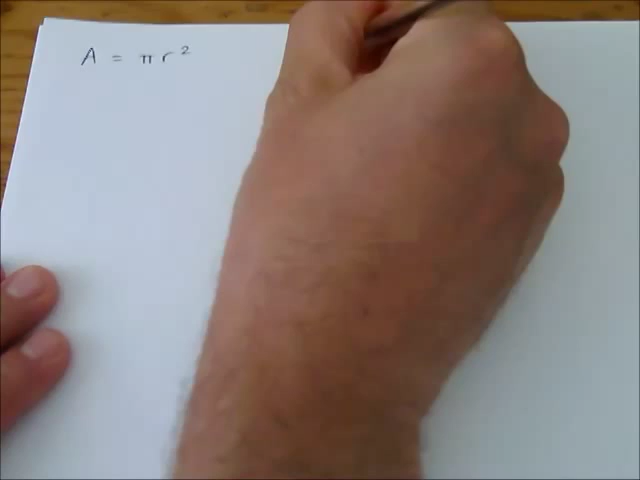 A = πr²